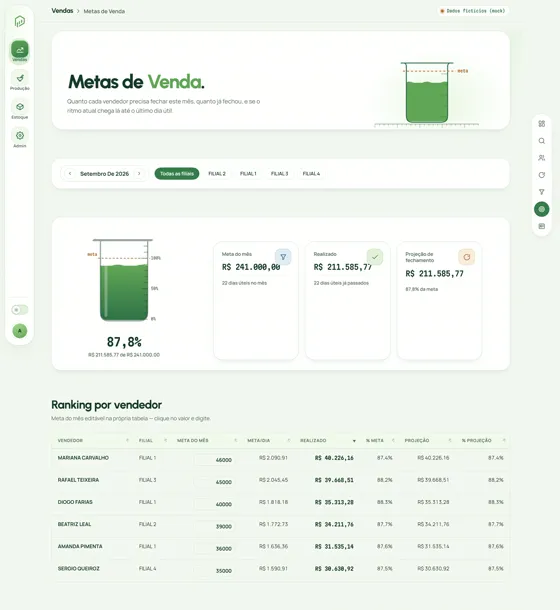 Vendas > Metas de Venda
Dados fictícios (mock)
Vendas
Produção
Estoque
Admin
A
Metas de Venda.
Quanto cada vendedor precisa fechar este mês, quanto já fechou, e se o
ritmo atual chega lá até o último dia útil.
meta
Setembro De 2026
Todas as filiais
FILIAL 2
FILIAL 1
FILIAL 3
FILIAL 4
meta
100%
50%
0%
87,8%
R$ 211.585,77 de R$ 241.000,00
Meta do mês
R$ 241.000,00
Realizado
R$ 211.585,77
Projeção de
fechamento
R$ 211.585,77
87,8% da meta
Ranking por vendedor
Meta do mês editável na própria tabela — clique no valor e digite.
VENDEDOR FILIAL META DO MÊS META/DIA REALIZADO % META PROJEÇÃO % PROJEÇÃO
MARIANA CARVALHO FILIAL 1 46000 R$ 2.090,91 R$ 40.226,16 87,4% R$ 40.226,16 87,4%
RAFAEL TEIXEIRA FILIAL 3 45000 R$ 2.045,45 R$ 39.668,51 88,2% R$ 39.668,51 88,2%
DIOGO FARIAS FILIAL 1 40000 R$ 1.818,18 R$ 35.313,28 88,3% R$ 35.313,28 88,3%
BEATRIZ LEAL FILIAL 2 39000 R$ 1.772,73 R$ 34.211,76 87,7% R$ 34.211,76 87,7%
AMANDA PIMENTA FILIAL 1 36000 R$ 1.636,36 R$ 31.535,14 87,6% R$ 31.535,14 87,6%
SERGIO QUEIROZ FILIAL 4 35000 R$ 1.590,91 R$ 30.630,92 87,5% R$ 30.630,92 87,5%